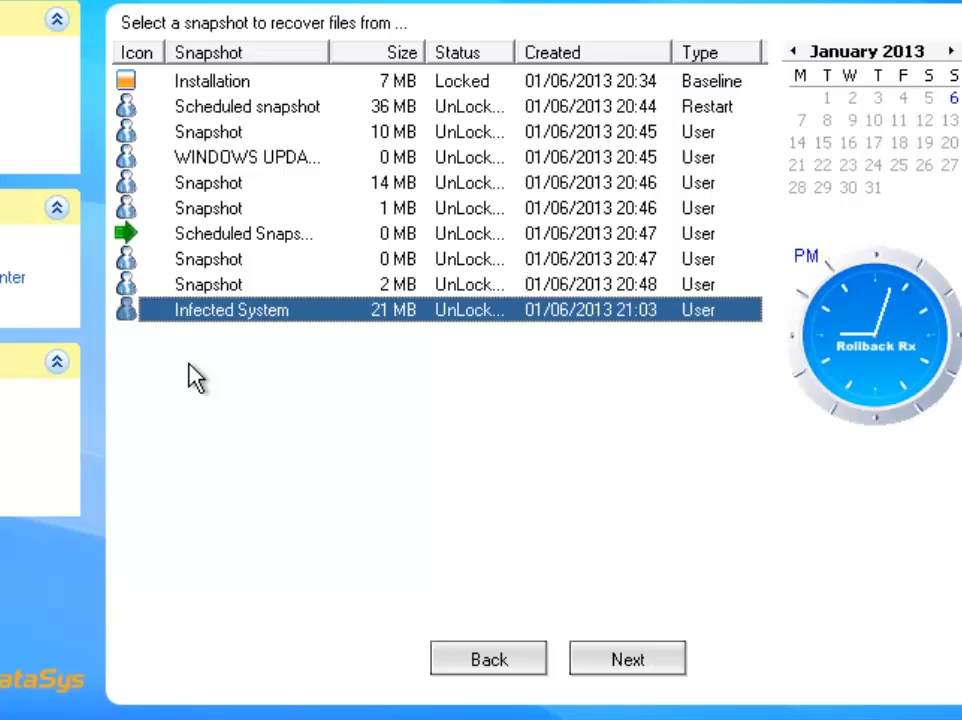 Select a snapshot to recover files from ...
Icon Snapshot Size Status Created Type
Installation 7 MB Locked 01/06/2013 20:34 Baseline
Scheduled snapshot 36 MB UnLock... 01/06/2013 20:44 Restart
Snapshot 10 MB UnLock... 01/06/2013 20:45 User
WINDOWS UPDA... 0 MB UnLock... 01/06/2013 20:45 User
Snapshot 14 MB UnLock... 01/06/2013 20:46 User
Snapshot 1 MB UnLock... 01/06/2013 20:46 User
Scheduled Snaps... 0 MB UnLock... 01/06/2013 20:47 User
Snapshot 0 MB UnLock... 01/06/2013 20:47 User
Snapshot 2 MB UnLock... 01/06/2013 20:48 User
Infected System 21 MB UnLock... 01/06/2013 21:03 User
January 2013
M T W T F S S
1 2 3 4 5 6
7 8 9 10 11 12 13
14 15 16 17 18 19 20
21 22 23 24 25 26 27
28 29 30 31
PM
Rollback Rx
nter
ataSys
Back
Next